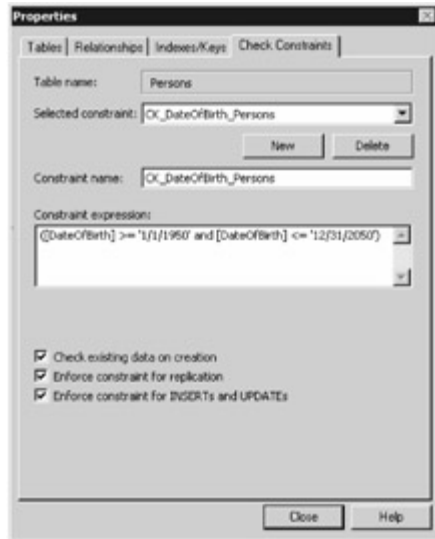 Properties
Tables Relationships Indexes/Keys Check Constraints
Table name: Persons
Selected constraint: CK_DateOfBirth_Persons
New Delete
Constraint name: CK_DateOfBirth_Persons
Constraint expression:
([DateOfBirth] >= '1/1/1950' and [DateOfBirth] <= '12/31/2050')
Check existing data on creation
Enforce constraint for replication
Enforce constraint for INSERTs and UPDATEs
Close Help